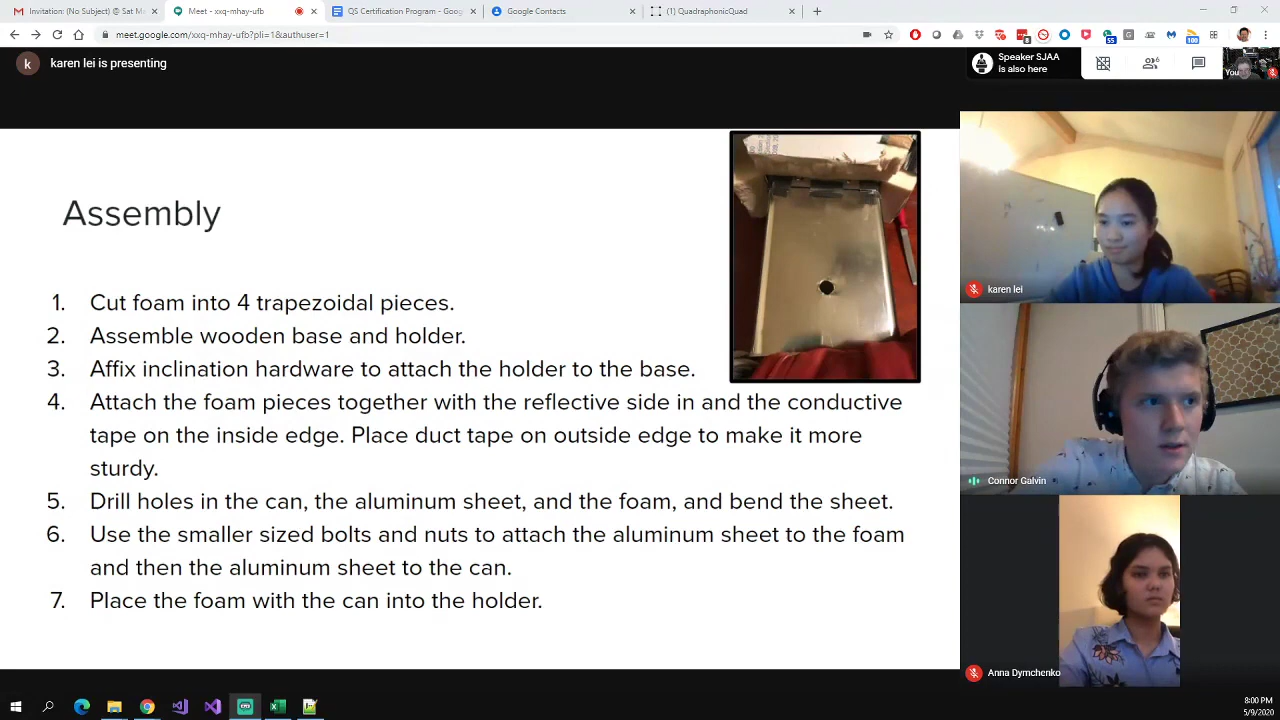 Invitation: (No Subject) @ Sat Ma
Meet - xxq-mhay-ufb
QS Certification Program - Goog
Google Contacts
(1) QuadraphonicQuad
meet.google.com/xxq-mhay-ufb?pli=1&authuser=1
k
karen lei is presenting
Speaker SJAA
is also here
6
You
Assembly
1. Cut foam into 4 trapezoidal pieces.
2. Assemble wooden base and holder.
3. Affix inclination hardware to attach the holder to the base.
4. Attach the foam pieces together with the reflective side in and the conductive
tape on the inside edge. Place duct tape on outside edge to make it more
sturdy.
5. Drill holes in the can, the aluminum sheet, and the foam, and bend the sheet.
6. Use the smaller sized bolts and nuts to attach the aluminum sheet to the foam
and then the aluminum sheet to the can.
7. Place the foam with the can into the holder.
karen lei
Connor Galvin
Anna Dymchenko
8:00 PM
5/9/2020